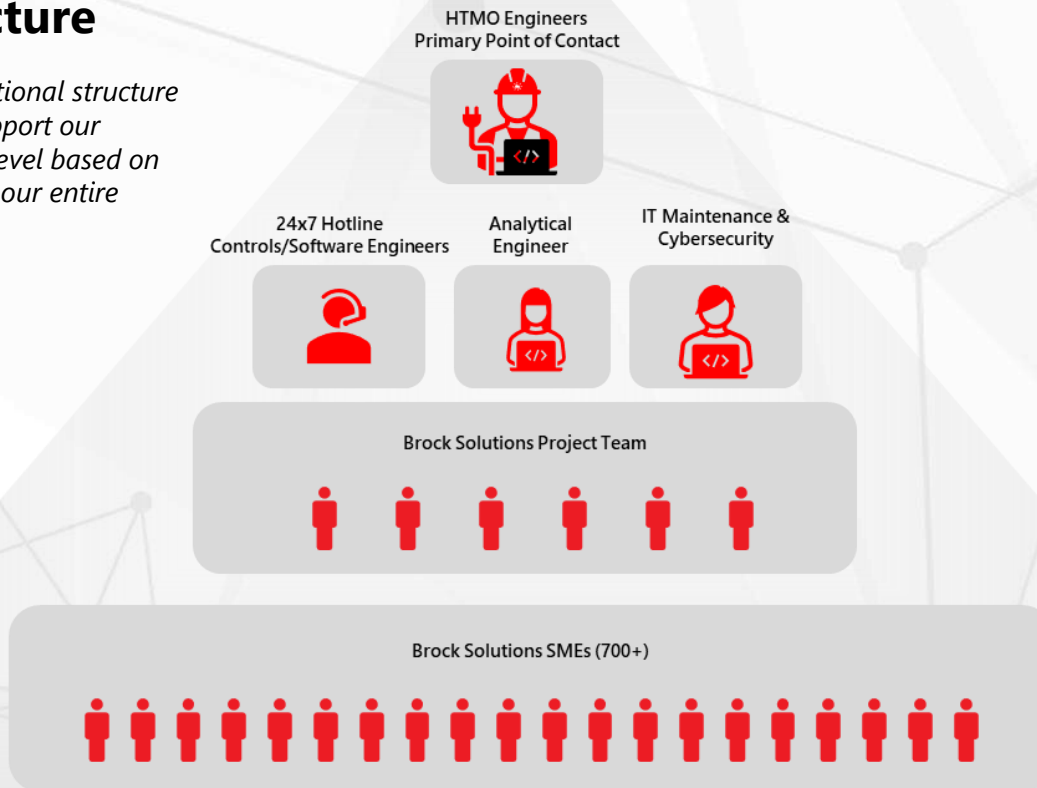 cture
tional structure
port our
evel based on
our entire
HTMO Engineers
Primary Point of Contact
</>
24x7 Hotline
Controls/Software Engineers
Analytical
Engineer
</>
IT Maintenance &
Cybersecurity
</>
Brock Solutions Project Team
Brock Solutions SMEs (700+)